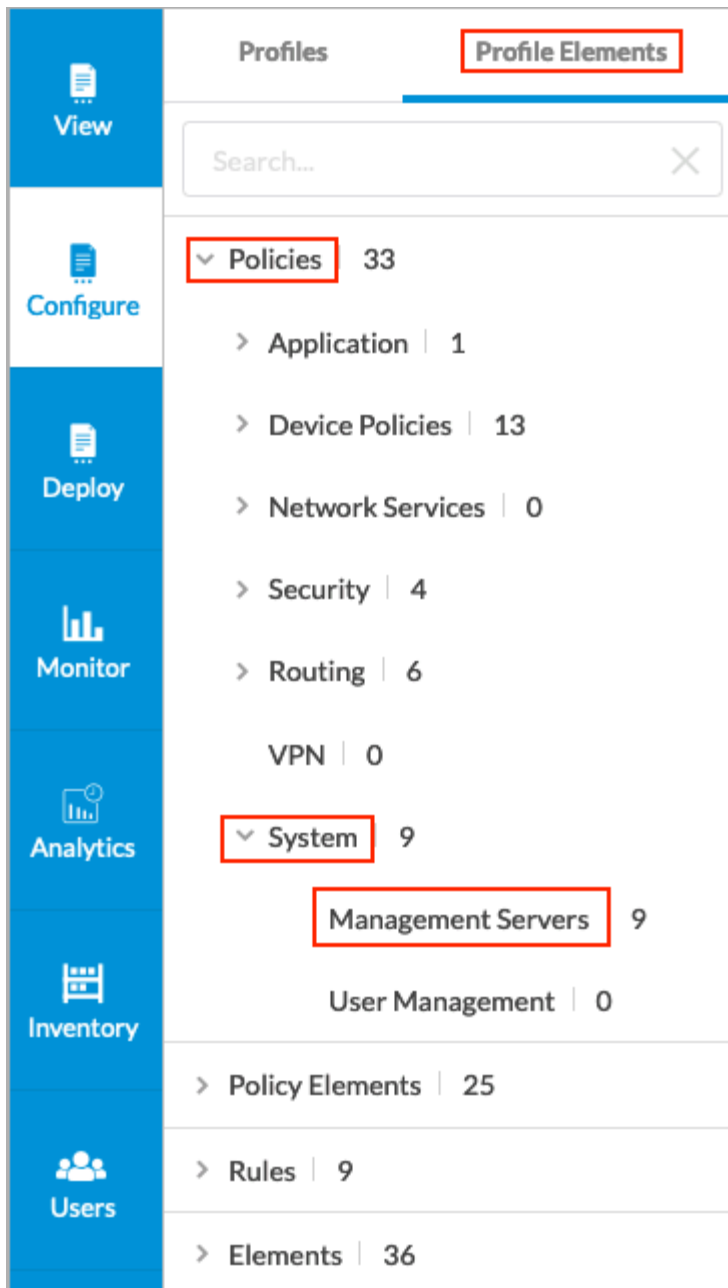 View
Configure
Deploy
Monitor
Analytics
Inventory
Users
Profiles
Profile Elements
Search...
Policies 33
Application 1
Device Policies 13
Network Services 0
Security 4
Routing 6
VPN 0
System 9
Management Servers 9
User Management 0
Policy Elements 25
Rules 9
Elements 36